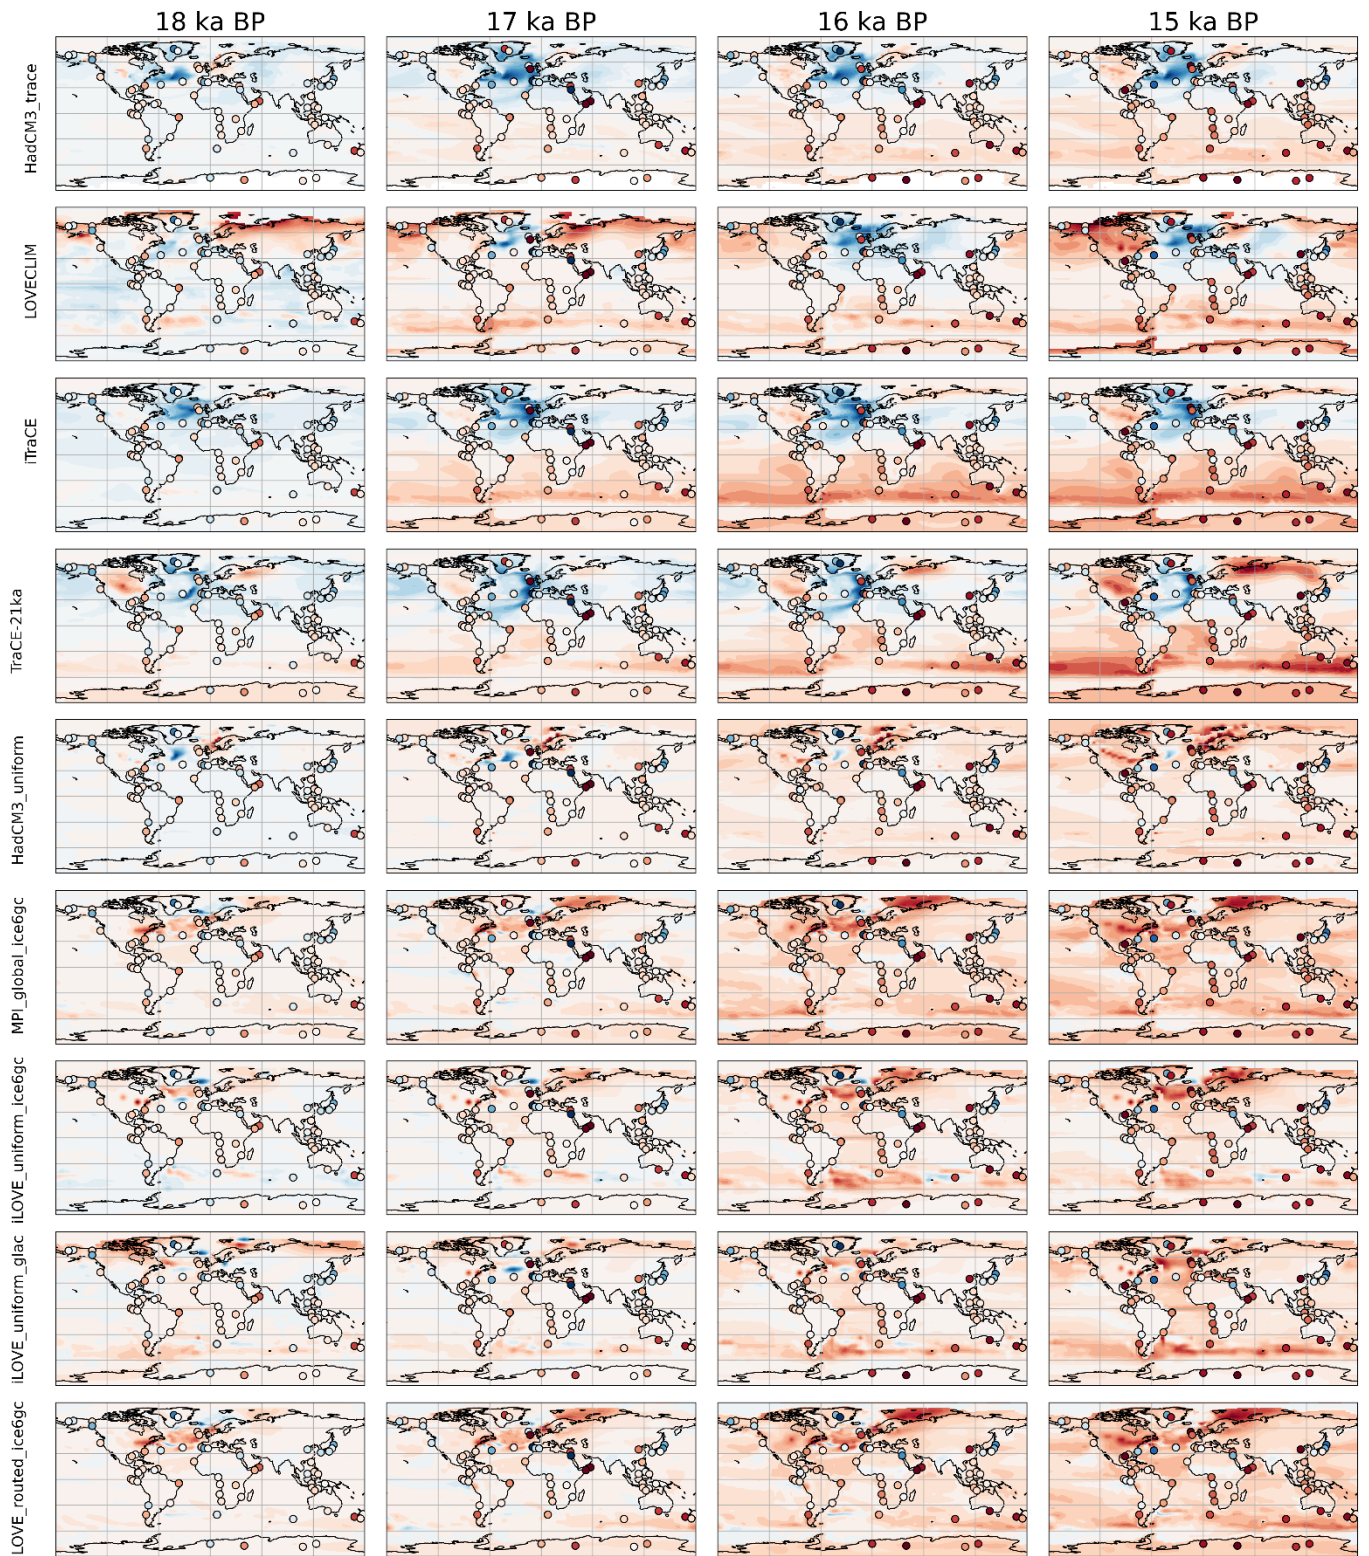 18 ka BP 17 ka BP 16 ka BP 15 ka BP
HadCM3_trace
LOVECLIM
iTraCE
TraCE-21ka
HadCM3_uniform
MPI_global_ice6gc
iLOVE_uniform_ice6gc
iLOVE_uniform_glac
LOVE_routed_ice6gc